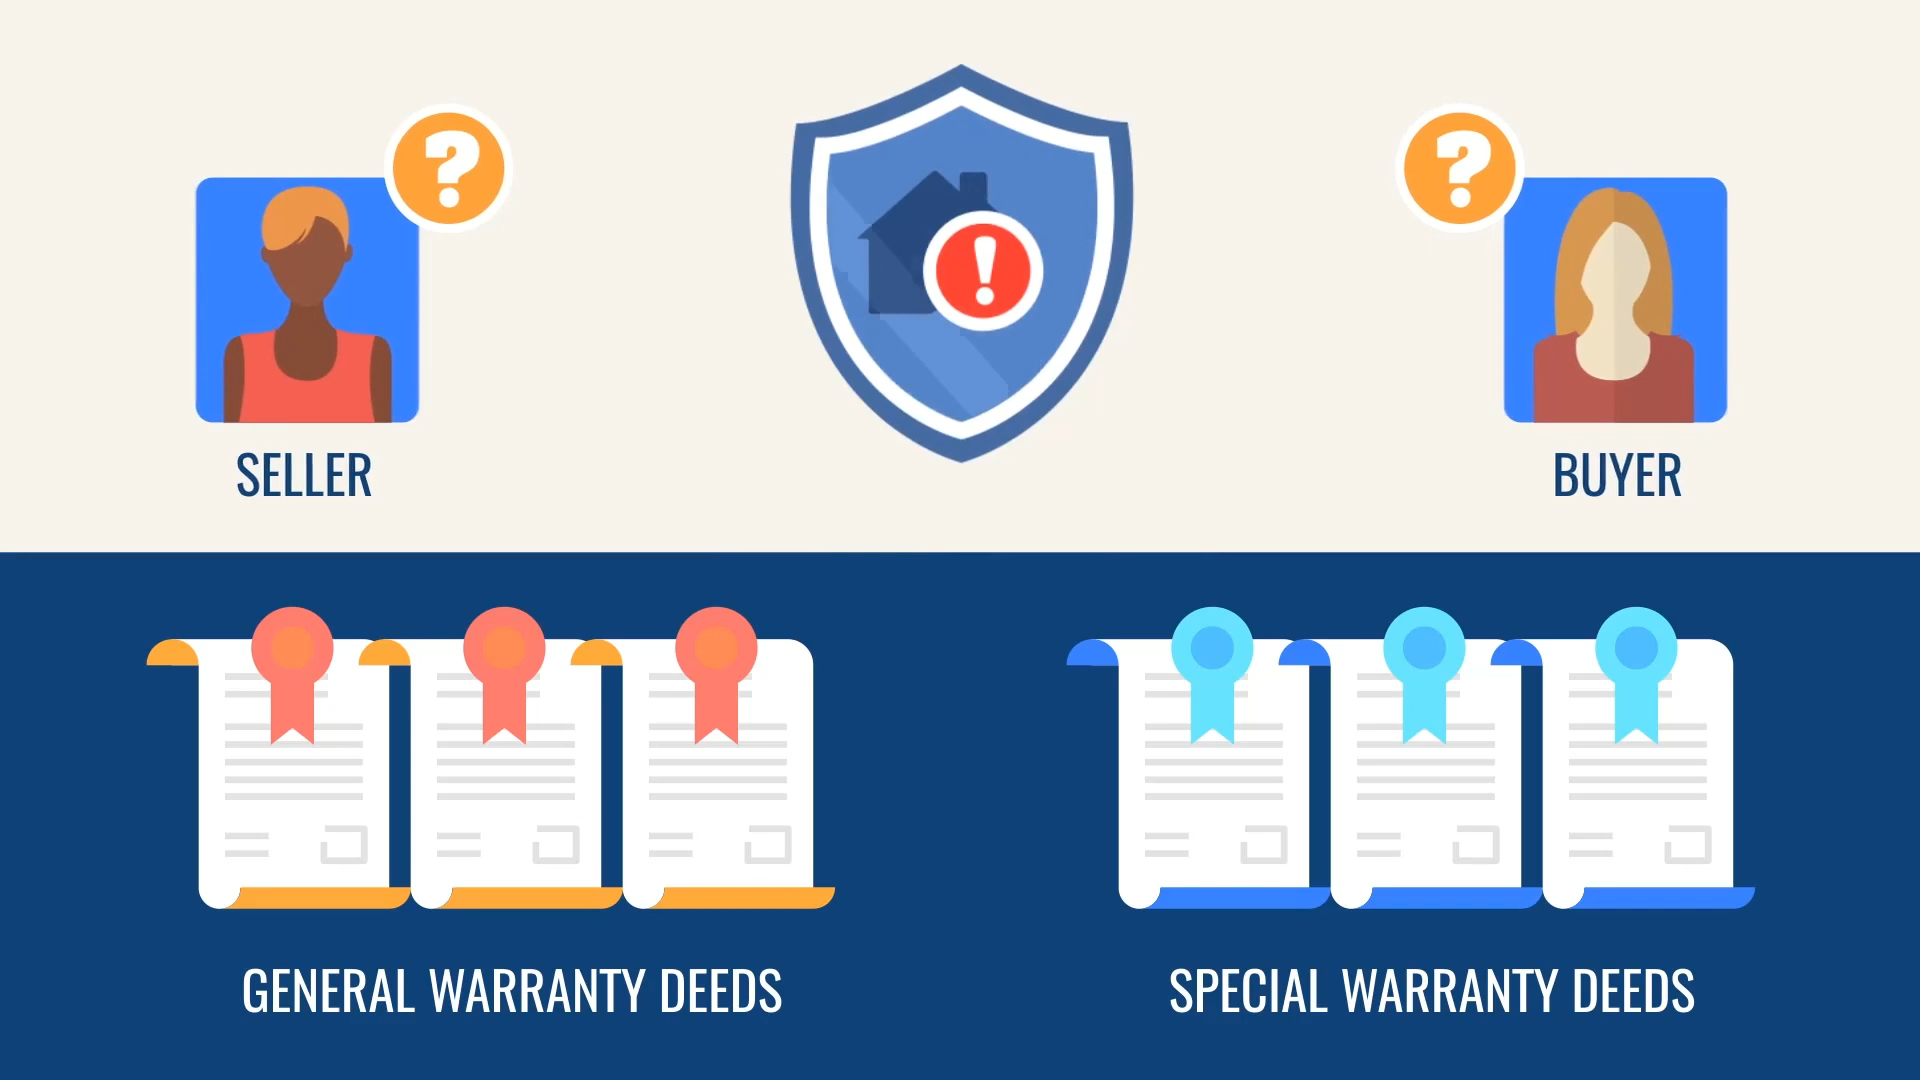 ?
!
?
SELLER
BUYER
GENERAL WARRANTY DEEDS
SPECIAL WARRANTY DEEDS